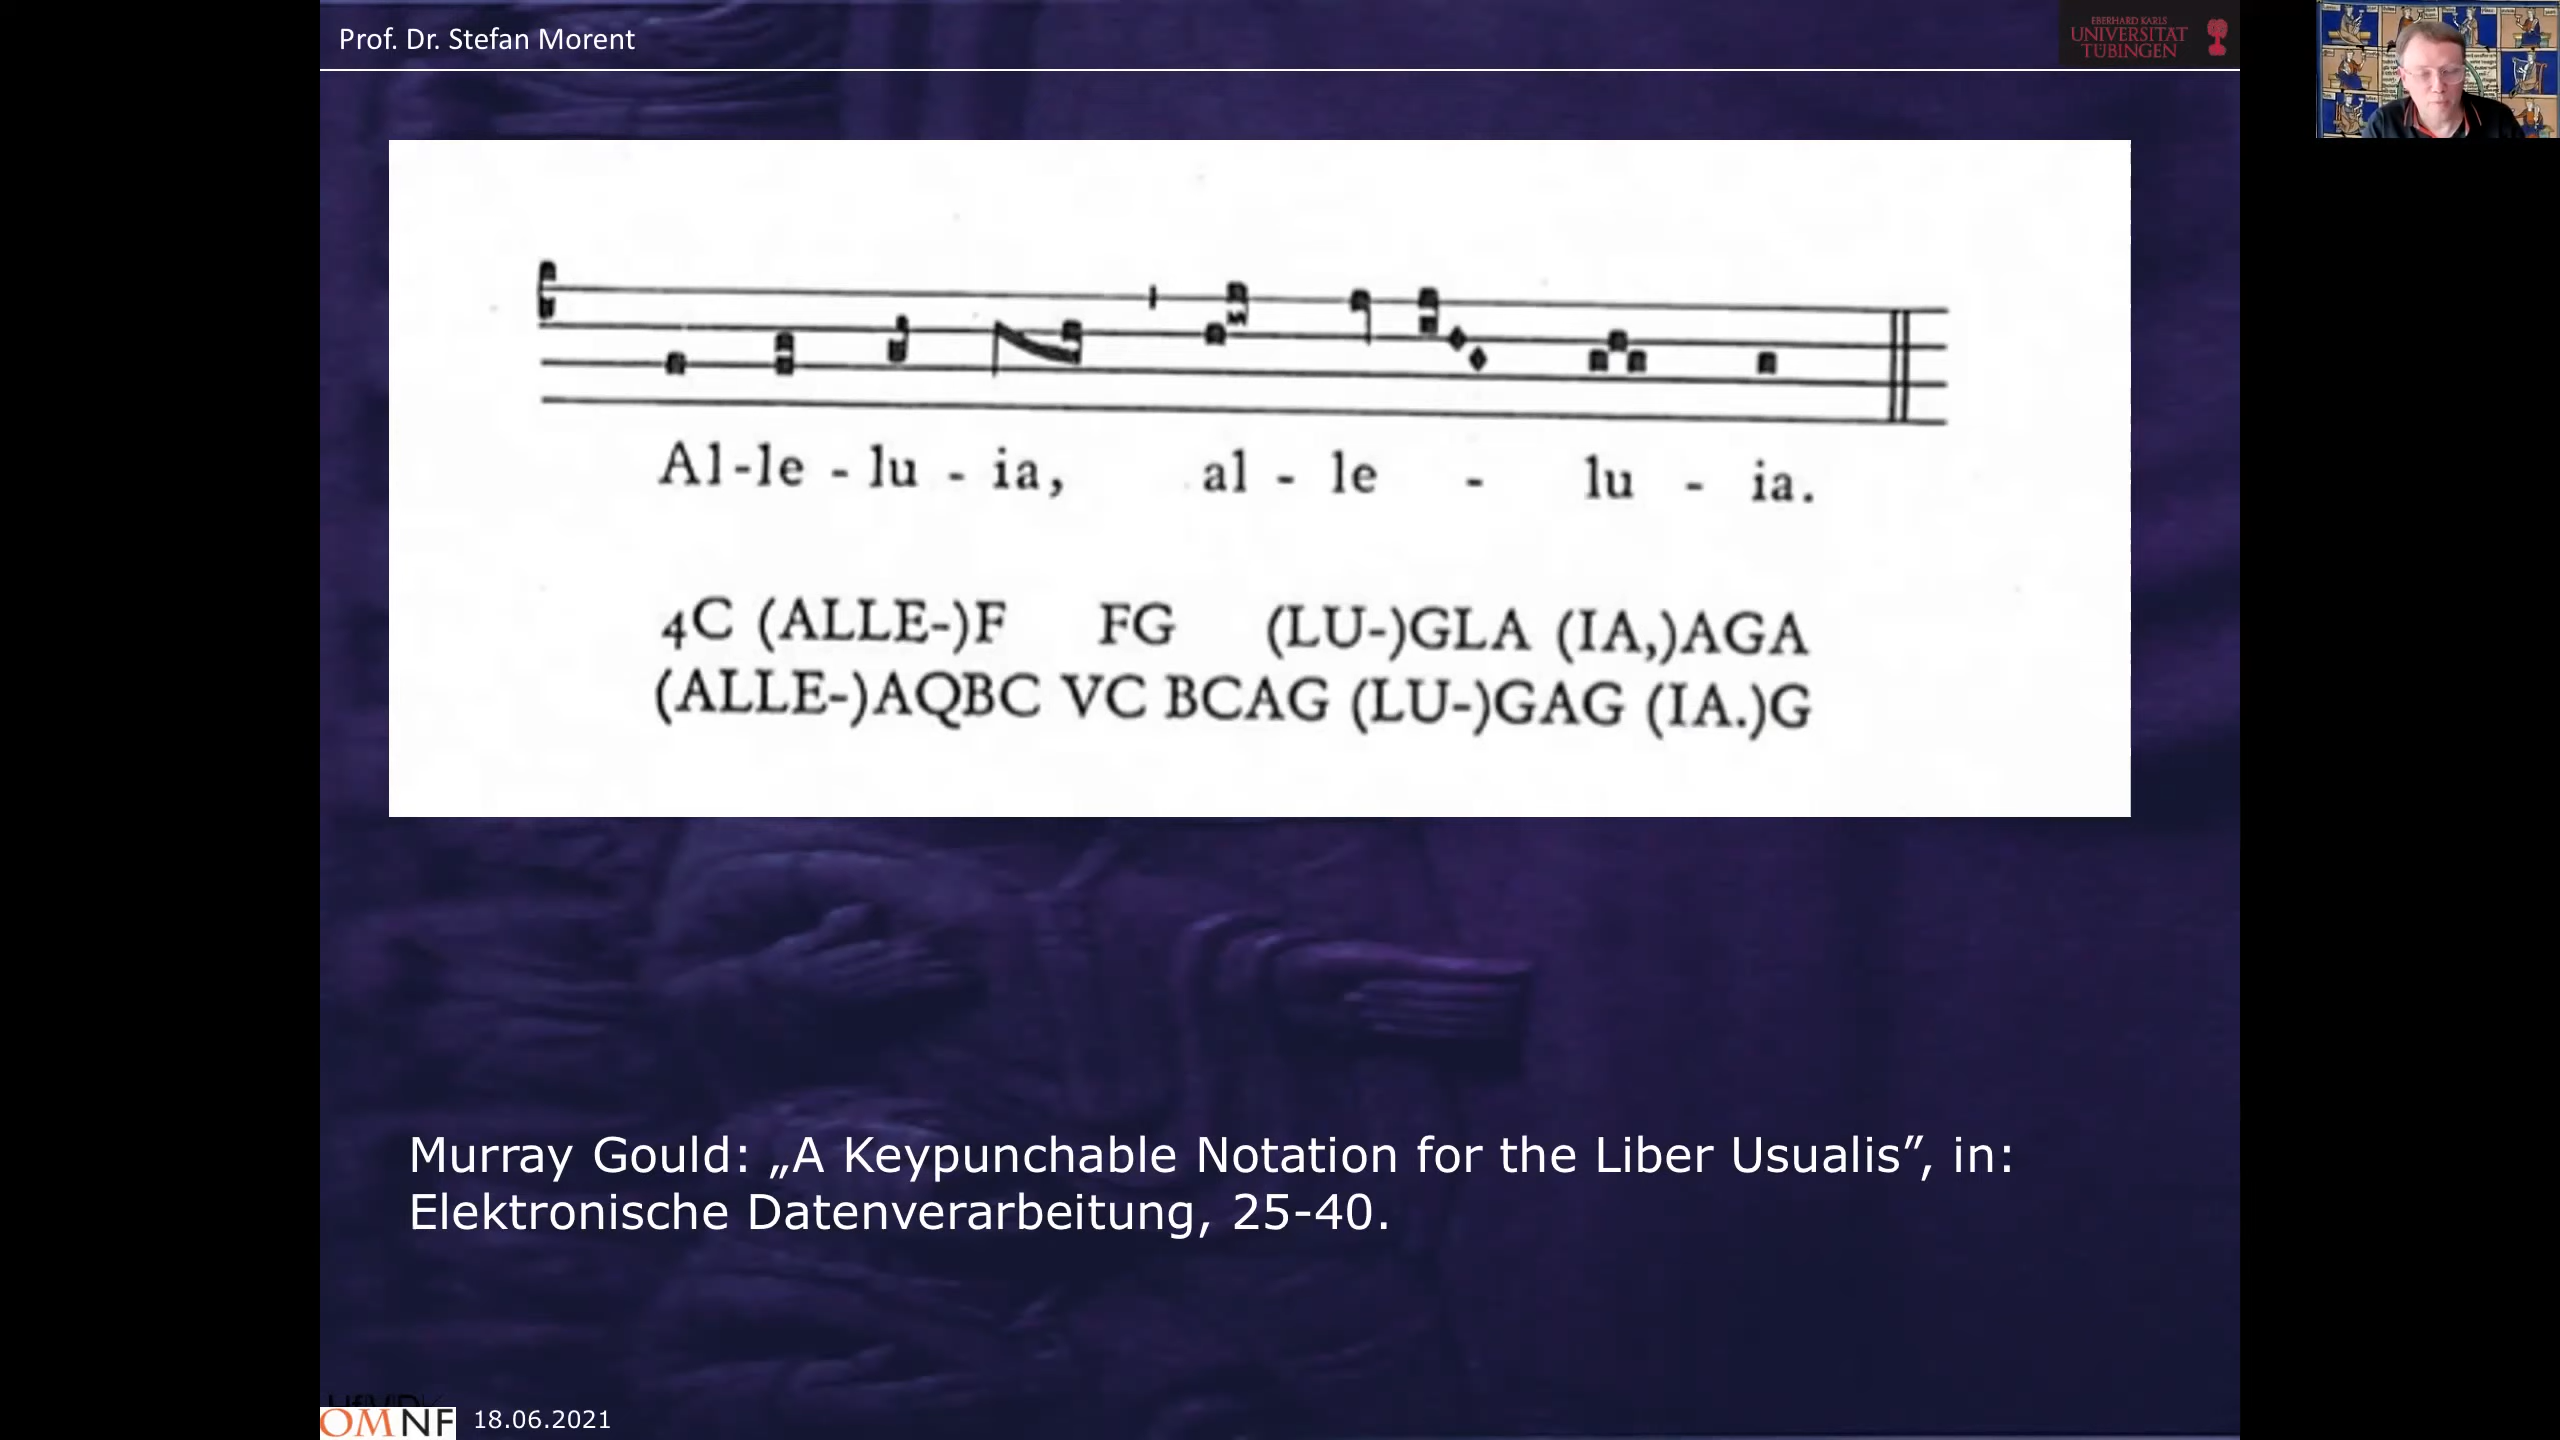 Prof. Dr. Stefan Morent
EBERHARD KARLS
UNIVERSITÄT
TÜBINGEN
Al-le - lu - ia, al - le - lu - ia.
4C (ALLE-)F FG (LU-)GLA (IA,)AGA
(ALLE-)AQBC VC BCAG (LU-)GAG (IA.)G
Murray Gould: „A Keypunchable Notation for the Liber Usualis”, in:
Elektronische Datenverarbeitung, 25-40.
OMNF 18.06.2021